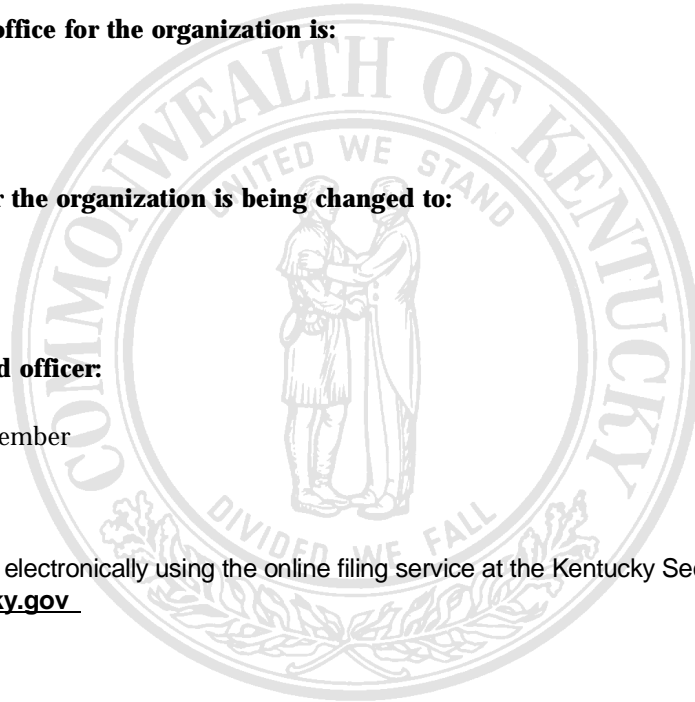 office for the organization is:
COMMONWEALTH OF KENTUCKY
UNITED WE STAND
r the organization is being changed to:
d officer:
ember
DIVIDED WE FALL
electronically using the online filing service at the Kentucky Sec
ky.gov